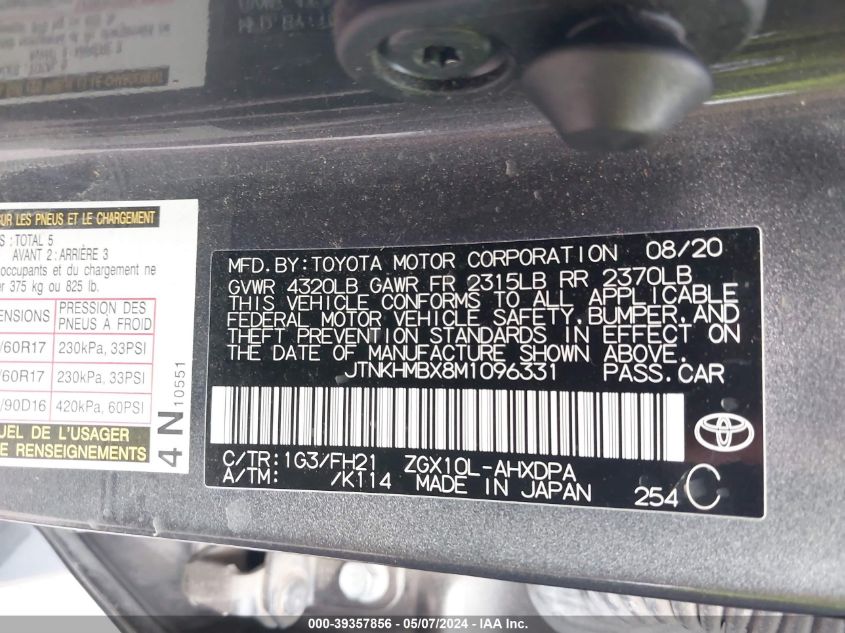 UR LES PNEUS ET LE CHARGEMENT
S : TOTAL 5
AVANT 2 : ARRIÈRE 3
occupants et du chargement ne
er 375 kg ou 825 lb.
ENSIONS PRESSION DES PNEUS À FROID
/60R17 230kPa, 33PSI
/60R17 230kPa, 33PSI
/90D16 420kPa, 60PSI
UEL DE L'USAGER
E RENSEIGNEMENTS
4 N 10551
MFD.BY:TOYOTA MOTOR CORPORATION 08/20
GVWR 4320LB GAWR FR 2315LB RR 2370LB
THIS VEHICLE CONFORMS TO ALL APPLICABLE
FEDERAL MOTOR VEHICLE SAFETY,BUMPER,AND
THEFT PREVENTION STANDARDS IN EFFECT ON
THE DATE OF MANUFACTURE SHOWN ABOVE.
JTNKHMBX8M1096331 PASS.CAR
C/TR:1G3/FH21 ZGX10L-AHXDPA
A/TM: /K114 MADE IN JAPAN 254 C
000-39357856 - 05/07/2024 - IAA Inc.